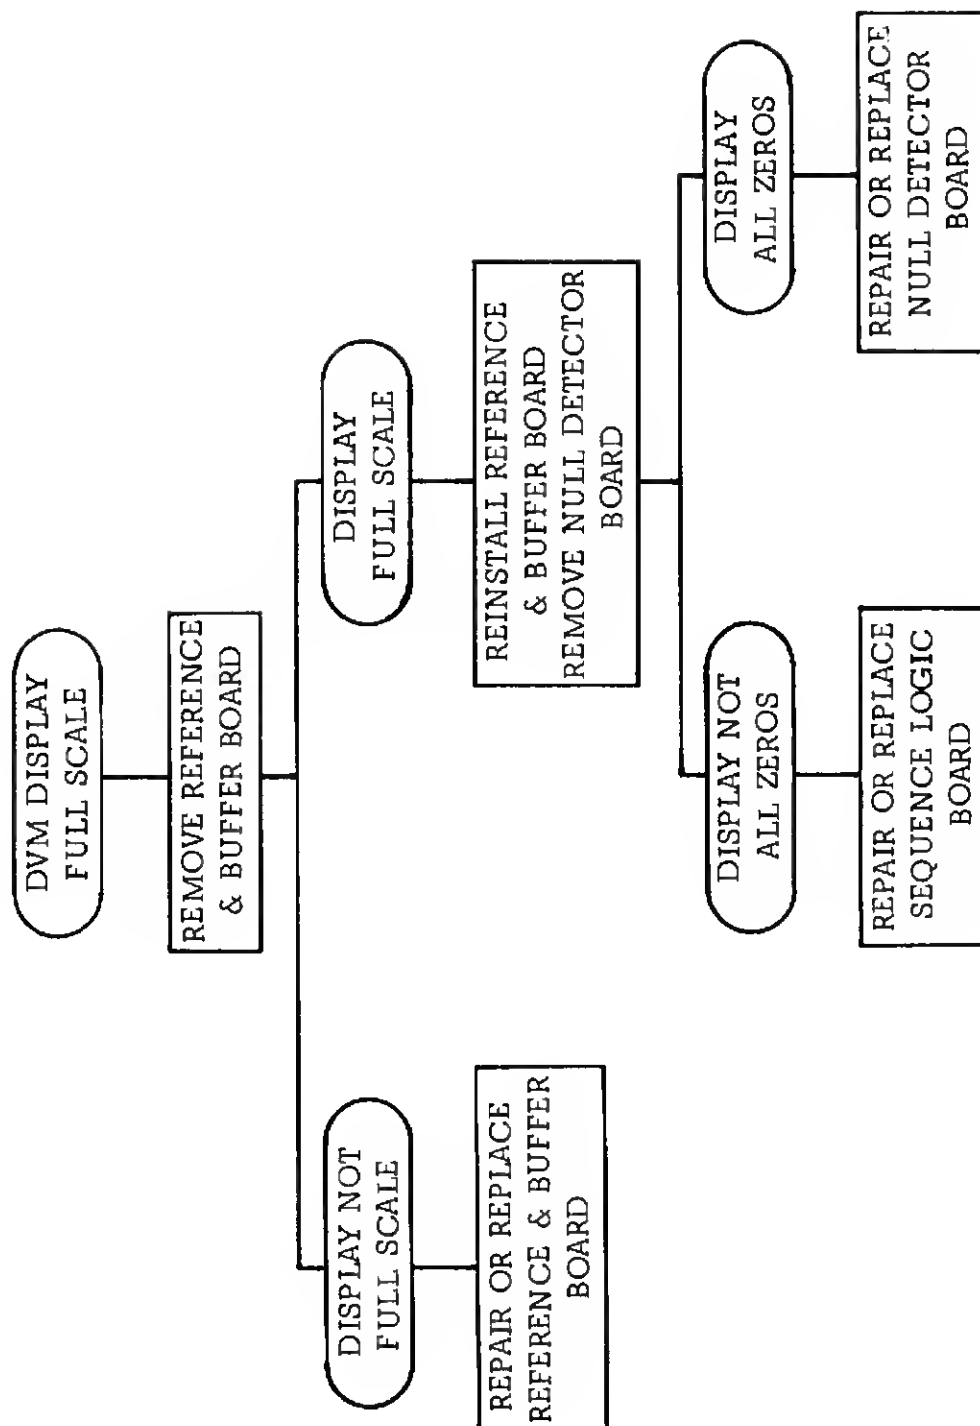 DVM DISPLAY
FULL SCALE
REMOVE REFERENCE
& BUFFER BOARD
DISPLAY NOT
FULL SCALE
REPAIR OR REPLACE
REFERENCE & BUFFER
BOARD
DISPLAY
FULL SCALE
REINSTALL REFERENCE
& BUFFER BOARD
REMOVE NULL DETECTOR
BOARD
DISPLAY NOT
ALL ZEROS
REPAIR OR REPLACE
SEQUENCE LOGIC
BOARD
DISPLAY
ALL ZEROS
REPAIR OR REPLACE
NULL DETECTOR
BOARD